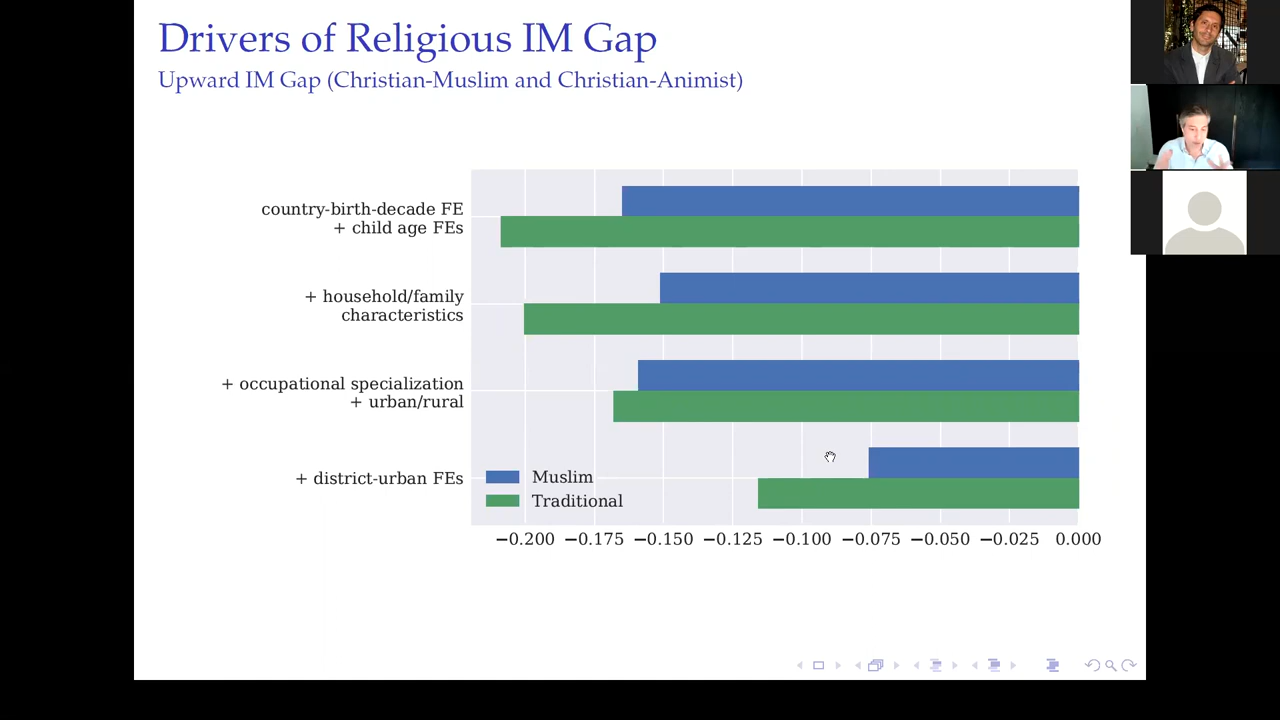 Drivers of Religious IM Gap
Upward IM Gap (Christian-Muslim and Christian-Animist)
country-birth-decade FE
+ child age FEs
+ household/family
characteristics
+ occupational specialization
+ urban/rural
+ district-urban FEs
Muslim
Traditional
−0.200 −0.175 −0.150 −0.125 −0.100 −0.075 −0.050 −0.025 0.000